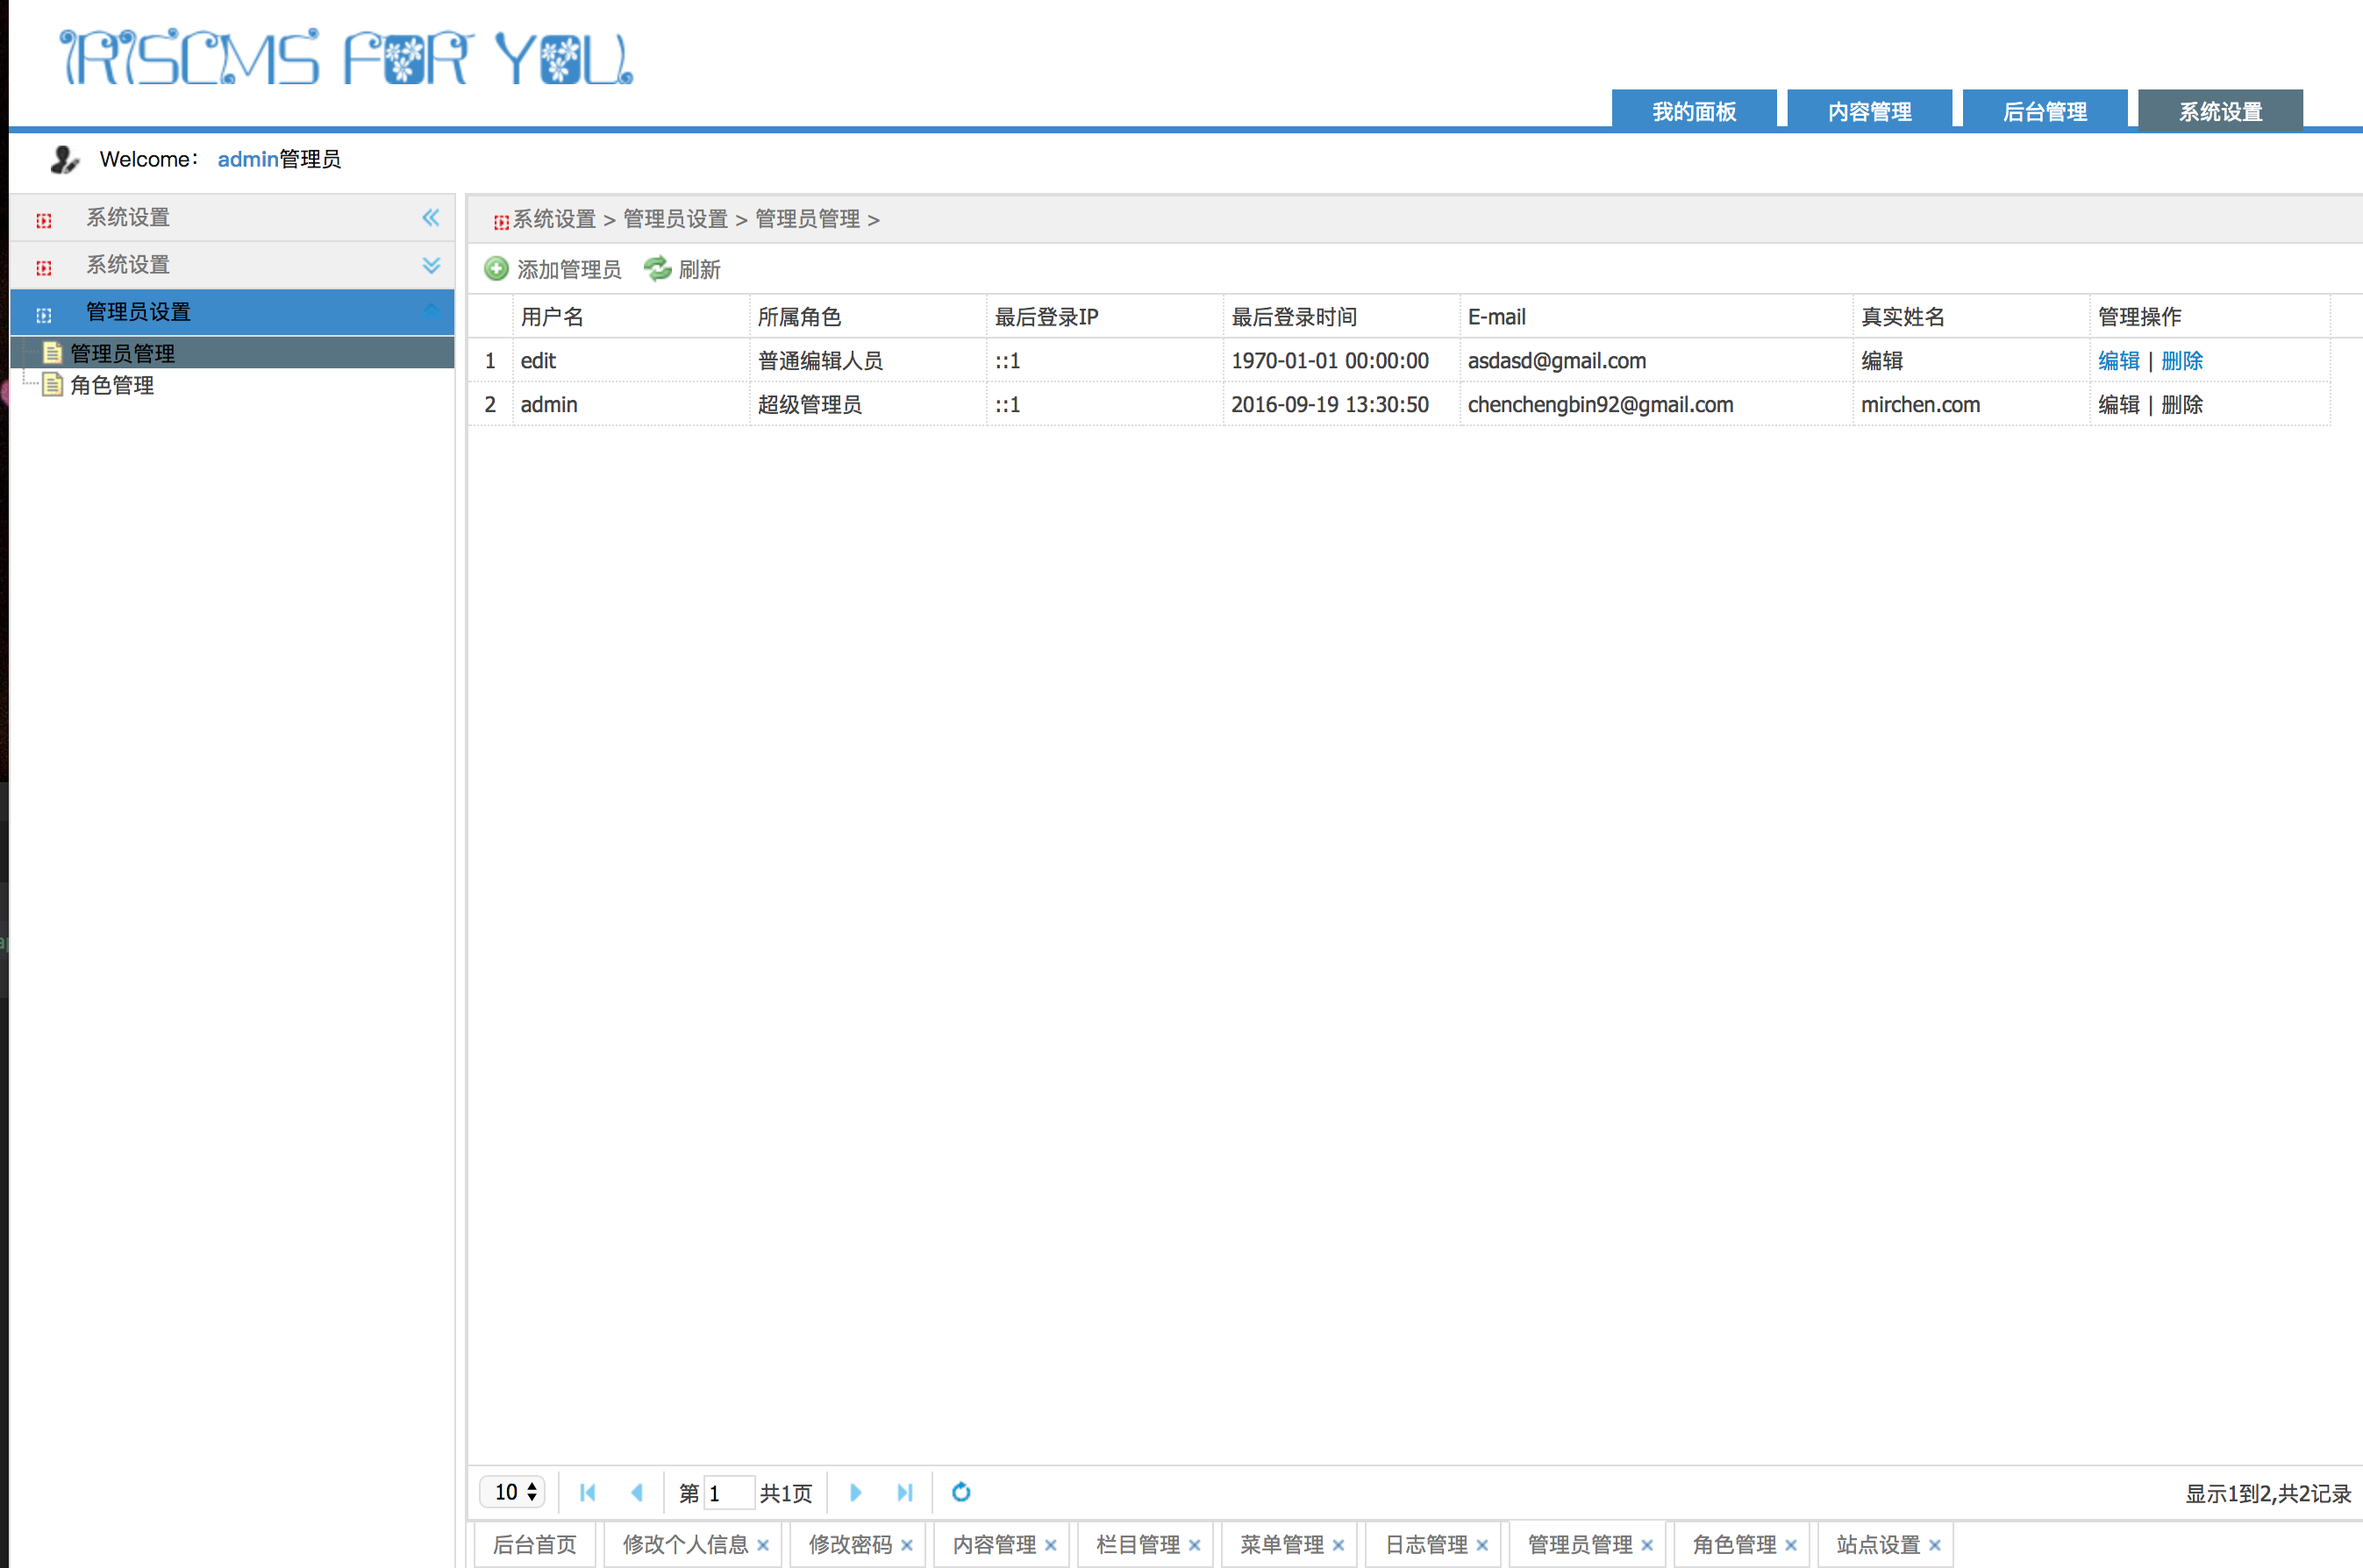 IRISCMS FOR YOU
我的面板 内容管理 后台管理 系统设置
Welcome： admin管理员
系统设置
系统设置
管理员设置
管理员管理
角色管理
系统设置 > 管理员设置 > 管理员管理 >
添加管理员 刷新
用户名 所属角色 最后登录IP 最后登录时间 E-mail 真实姓名 管理操作
1 edit 普通编辑人员 ::1 1970-01-01 00:00:00 asdasd@gmail.com 编辑 编辑 | 删除
2 admin 超级管理员 ::1 2016-09-19 13:30:50 chenchengbin92@gmail.com mirchen.com 编辑 | 删除
10 第 1 共1页 显示1到2,共2记录
后台首页 修改个人信息 修改密码 内容管理 栏目管理 菜单管理 日志管理 管理员管理 角色管理 站点设置